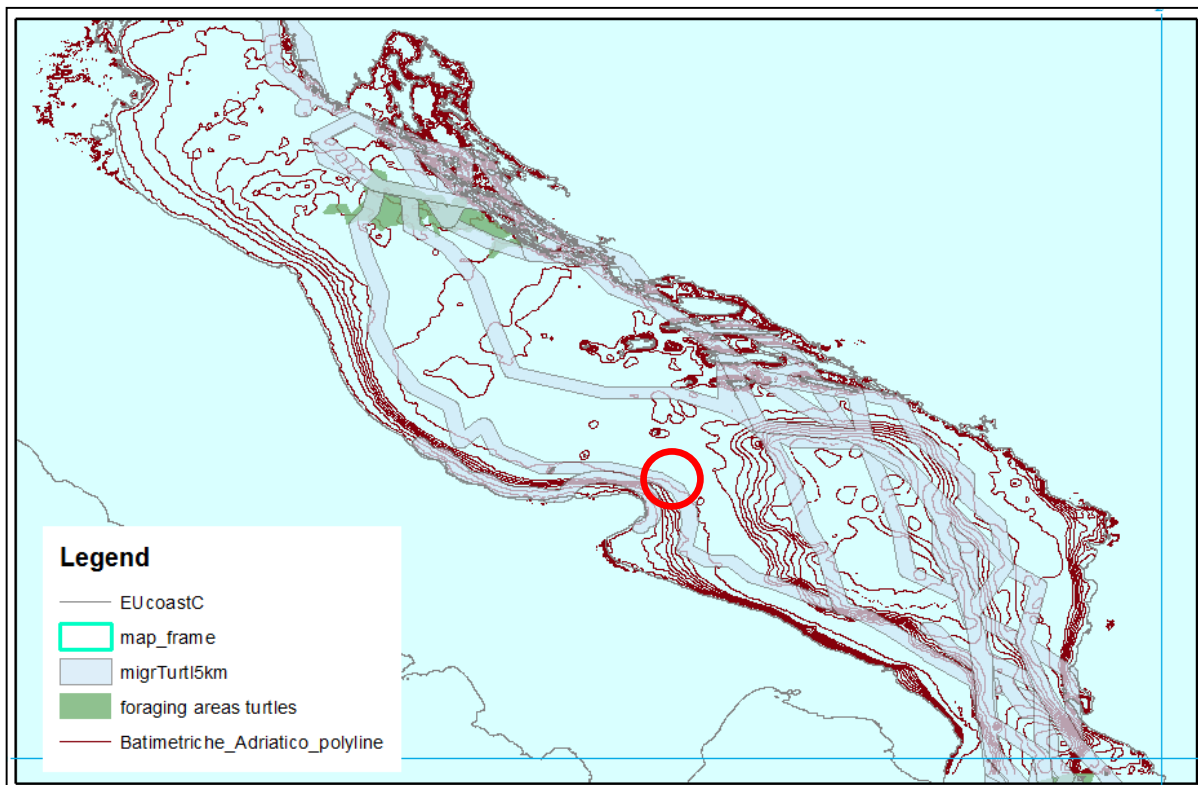 Legend
EUcoastC
map_frame
migrTurtl5km
foraging areas turtles
Batimetriche_Adriatico_polyline